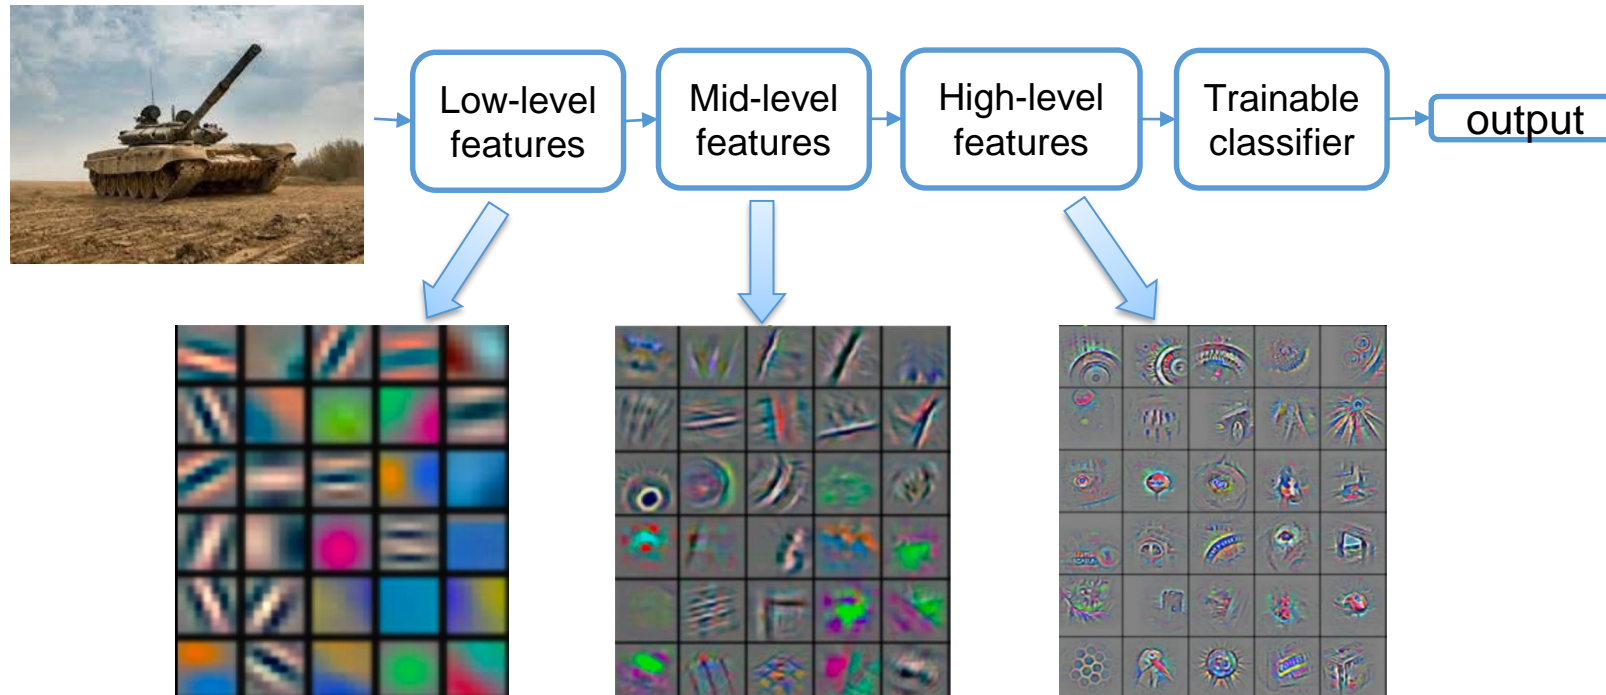 Low-level
features
Mid-level
features
High-level
features
Trainable
classifier
output